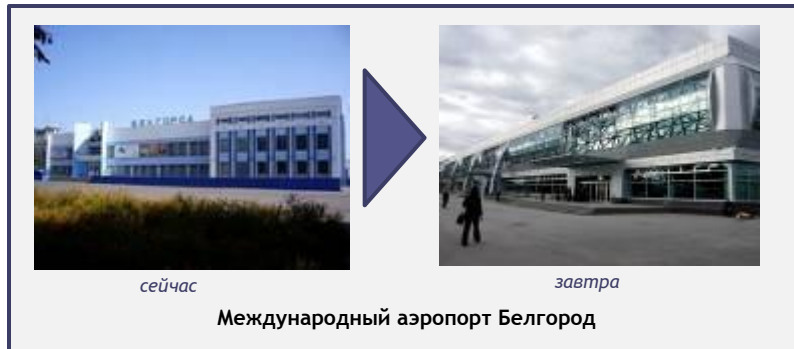 БЕЛГОРОД
сейчас
завтра
Международный аэропорт Белгород